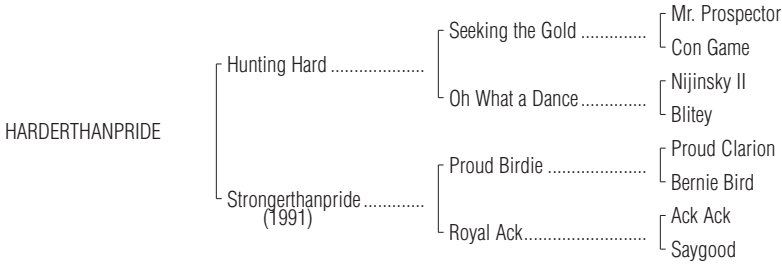 Mr. Prospector
Seeking the Gold ..............
Con Game
Hunting Hard ....................
Nijinsky II
Oh What a Dance..............
Blitey
HARDERTHANPRIDE
Proud Clarion
Proud Birdie .....................
Bernie Bird
Strongerthanpride.............
(1991)
Ack Ack
Royal Ack..........................
Saygood